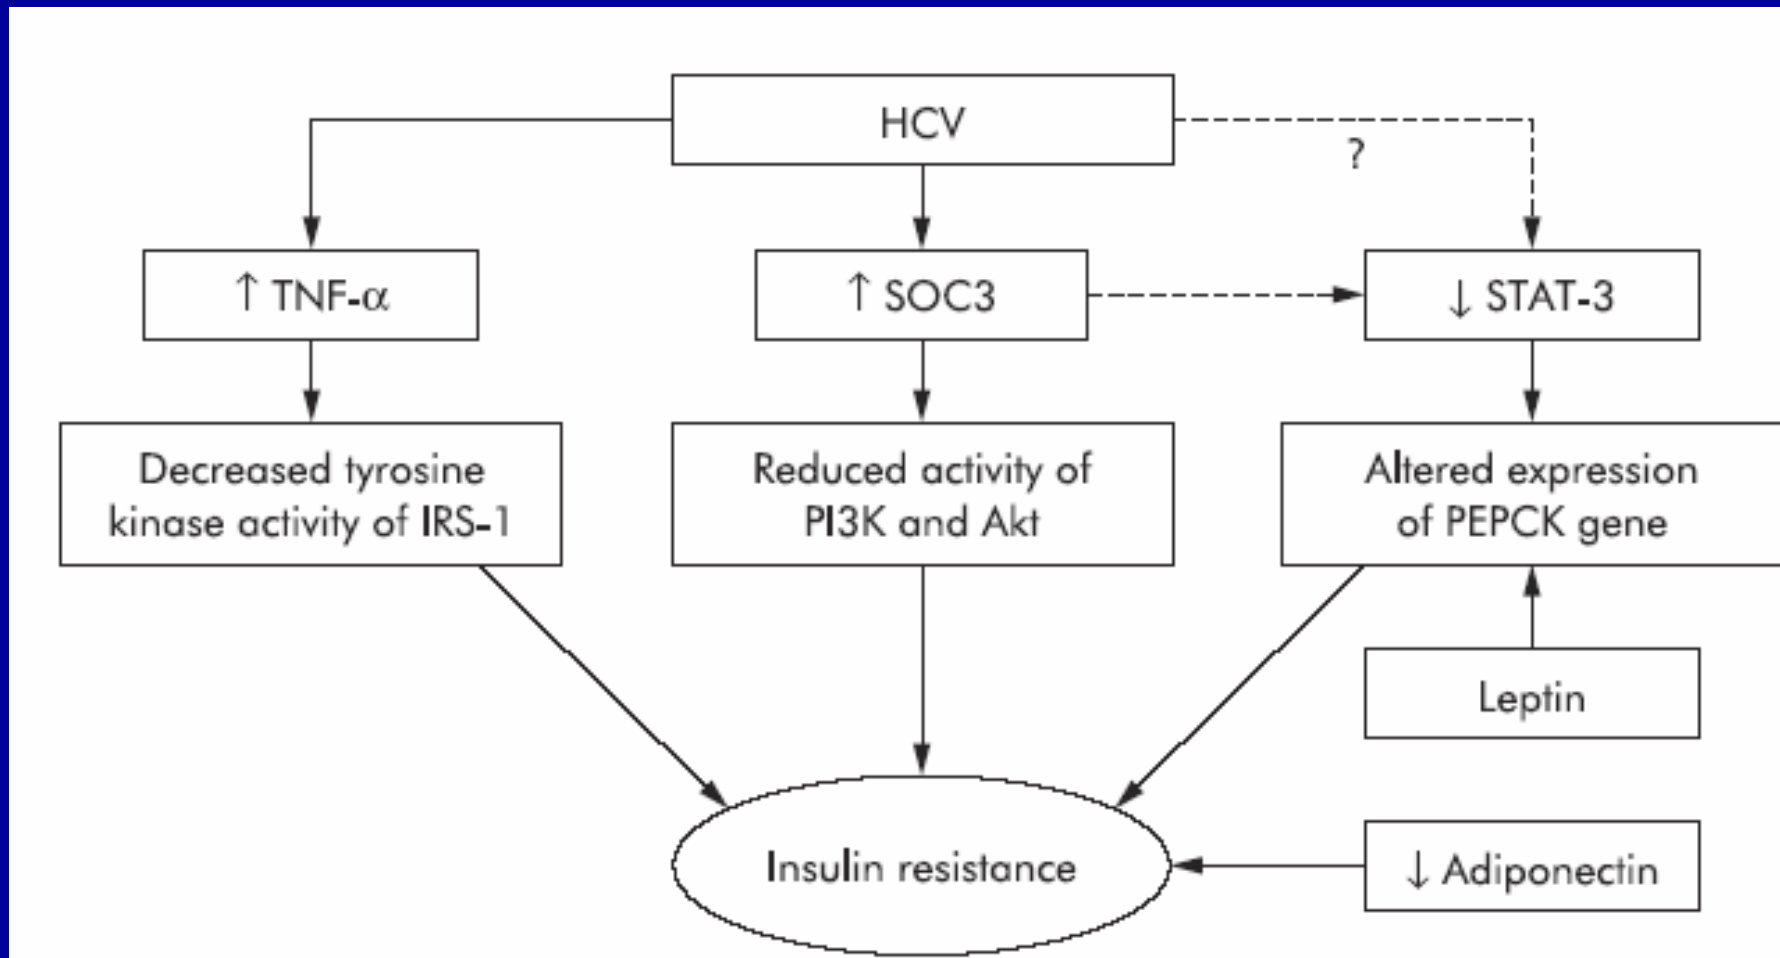 HCV
?
↑ TNF-α
↑ SOC3
↓ STAT-3
Decreased tyrosine
kinase activity of IRS-1
Reduced activity of
PI3K and Akt
Altered expression
of PEPCK gene
Leptin
Insulin resistance
↓ Adiponectin